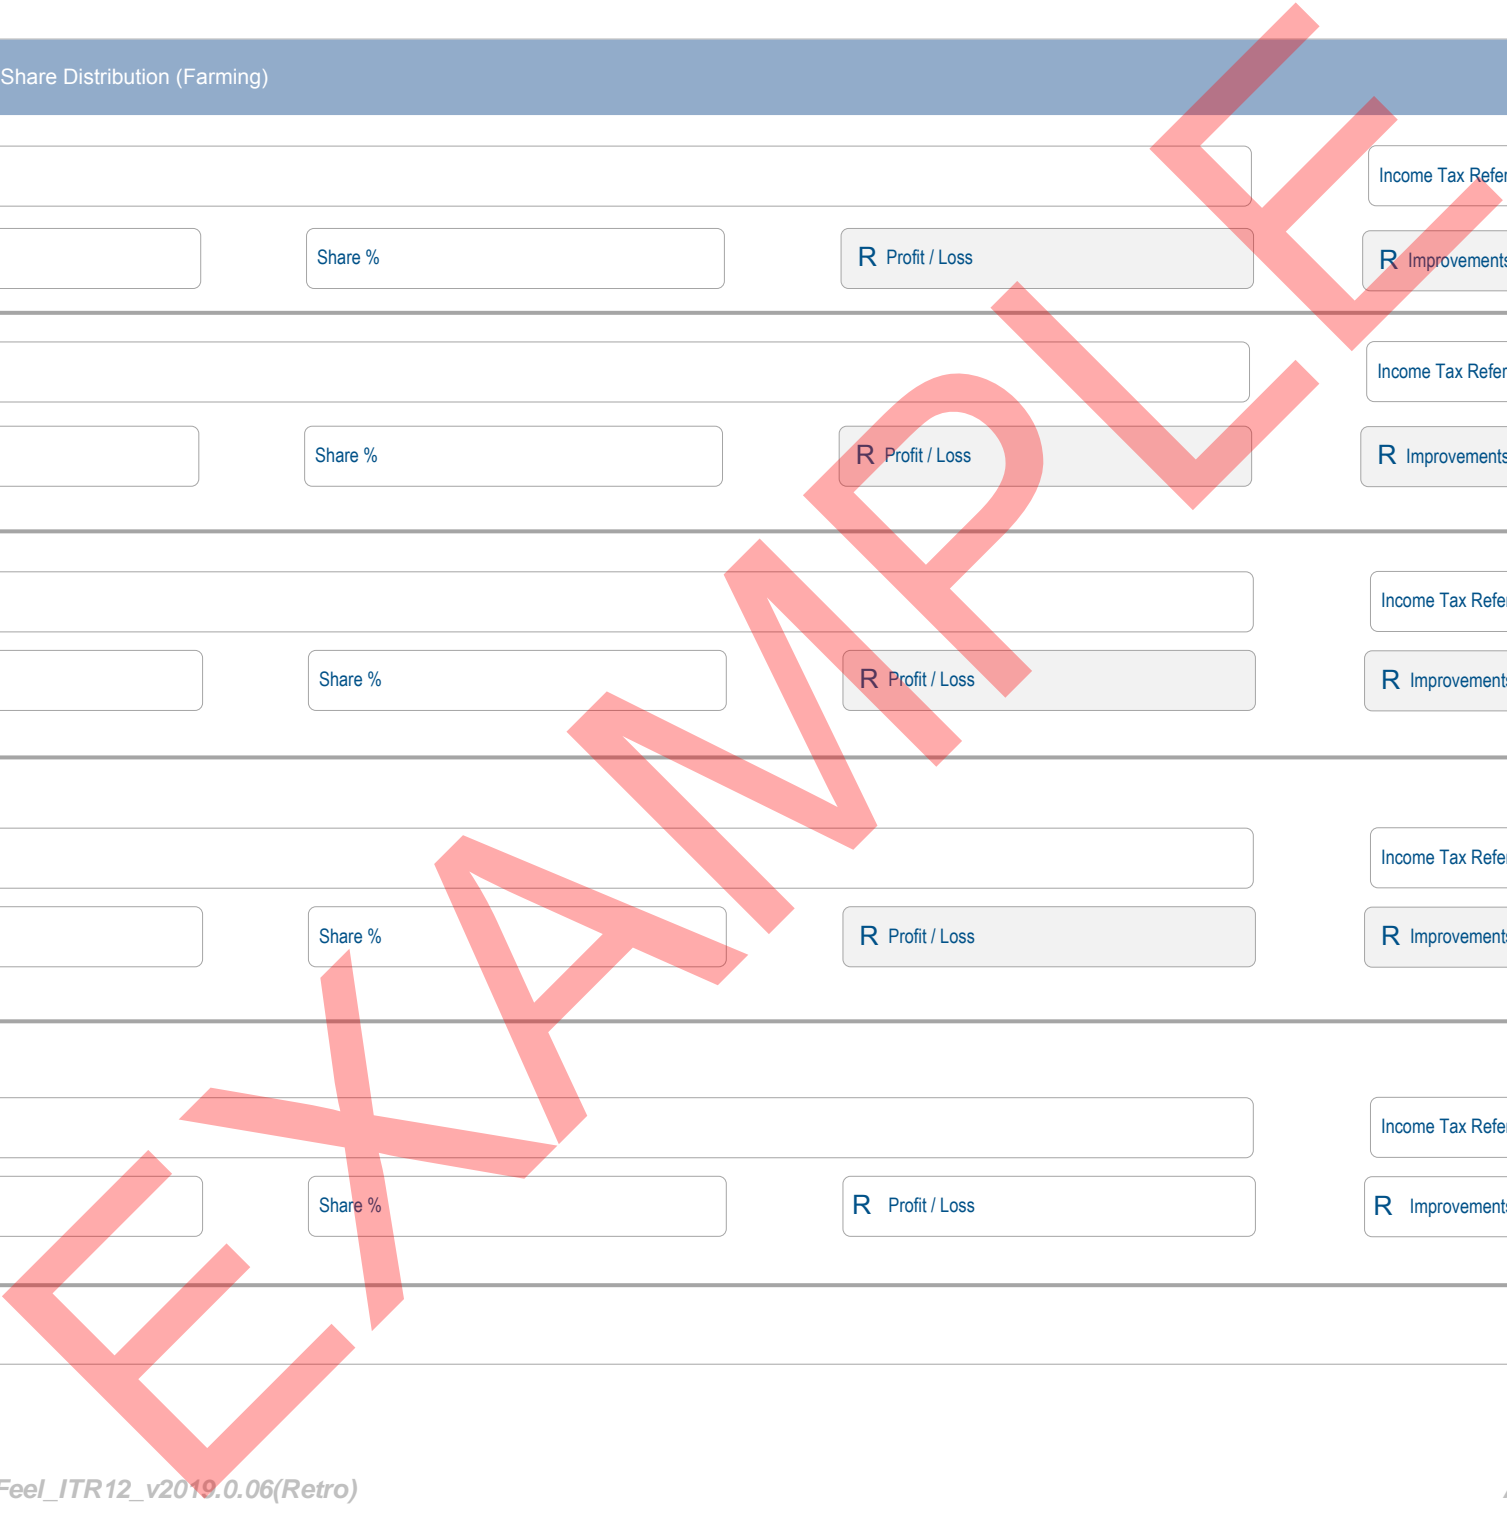 Share Distribution (Farming)
Income Tax Refer
Share %
R Profit / Loss
R Improvements
Income Tax Refer
Share %
R Profit / Loss
R Improvements
Income Tax Refer
Share %
R Profit / Loss
R Improvements
Income Tax Refer
Share %
R Profit / Loss
R Improvements
Income Tax Refer
Share %
R Profit / Loss
R Improvements
EXAMPLE
Feel_ITR12_v2019.0.06(Retro)